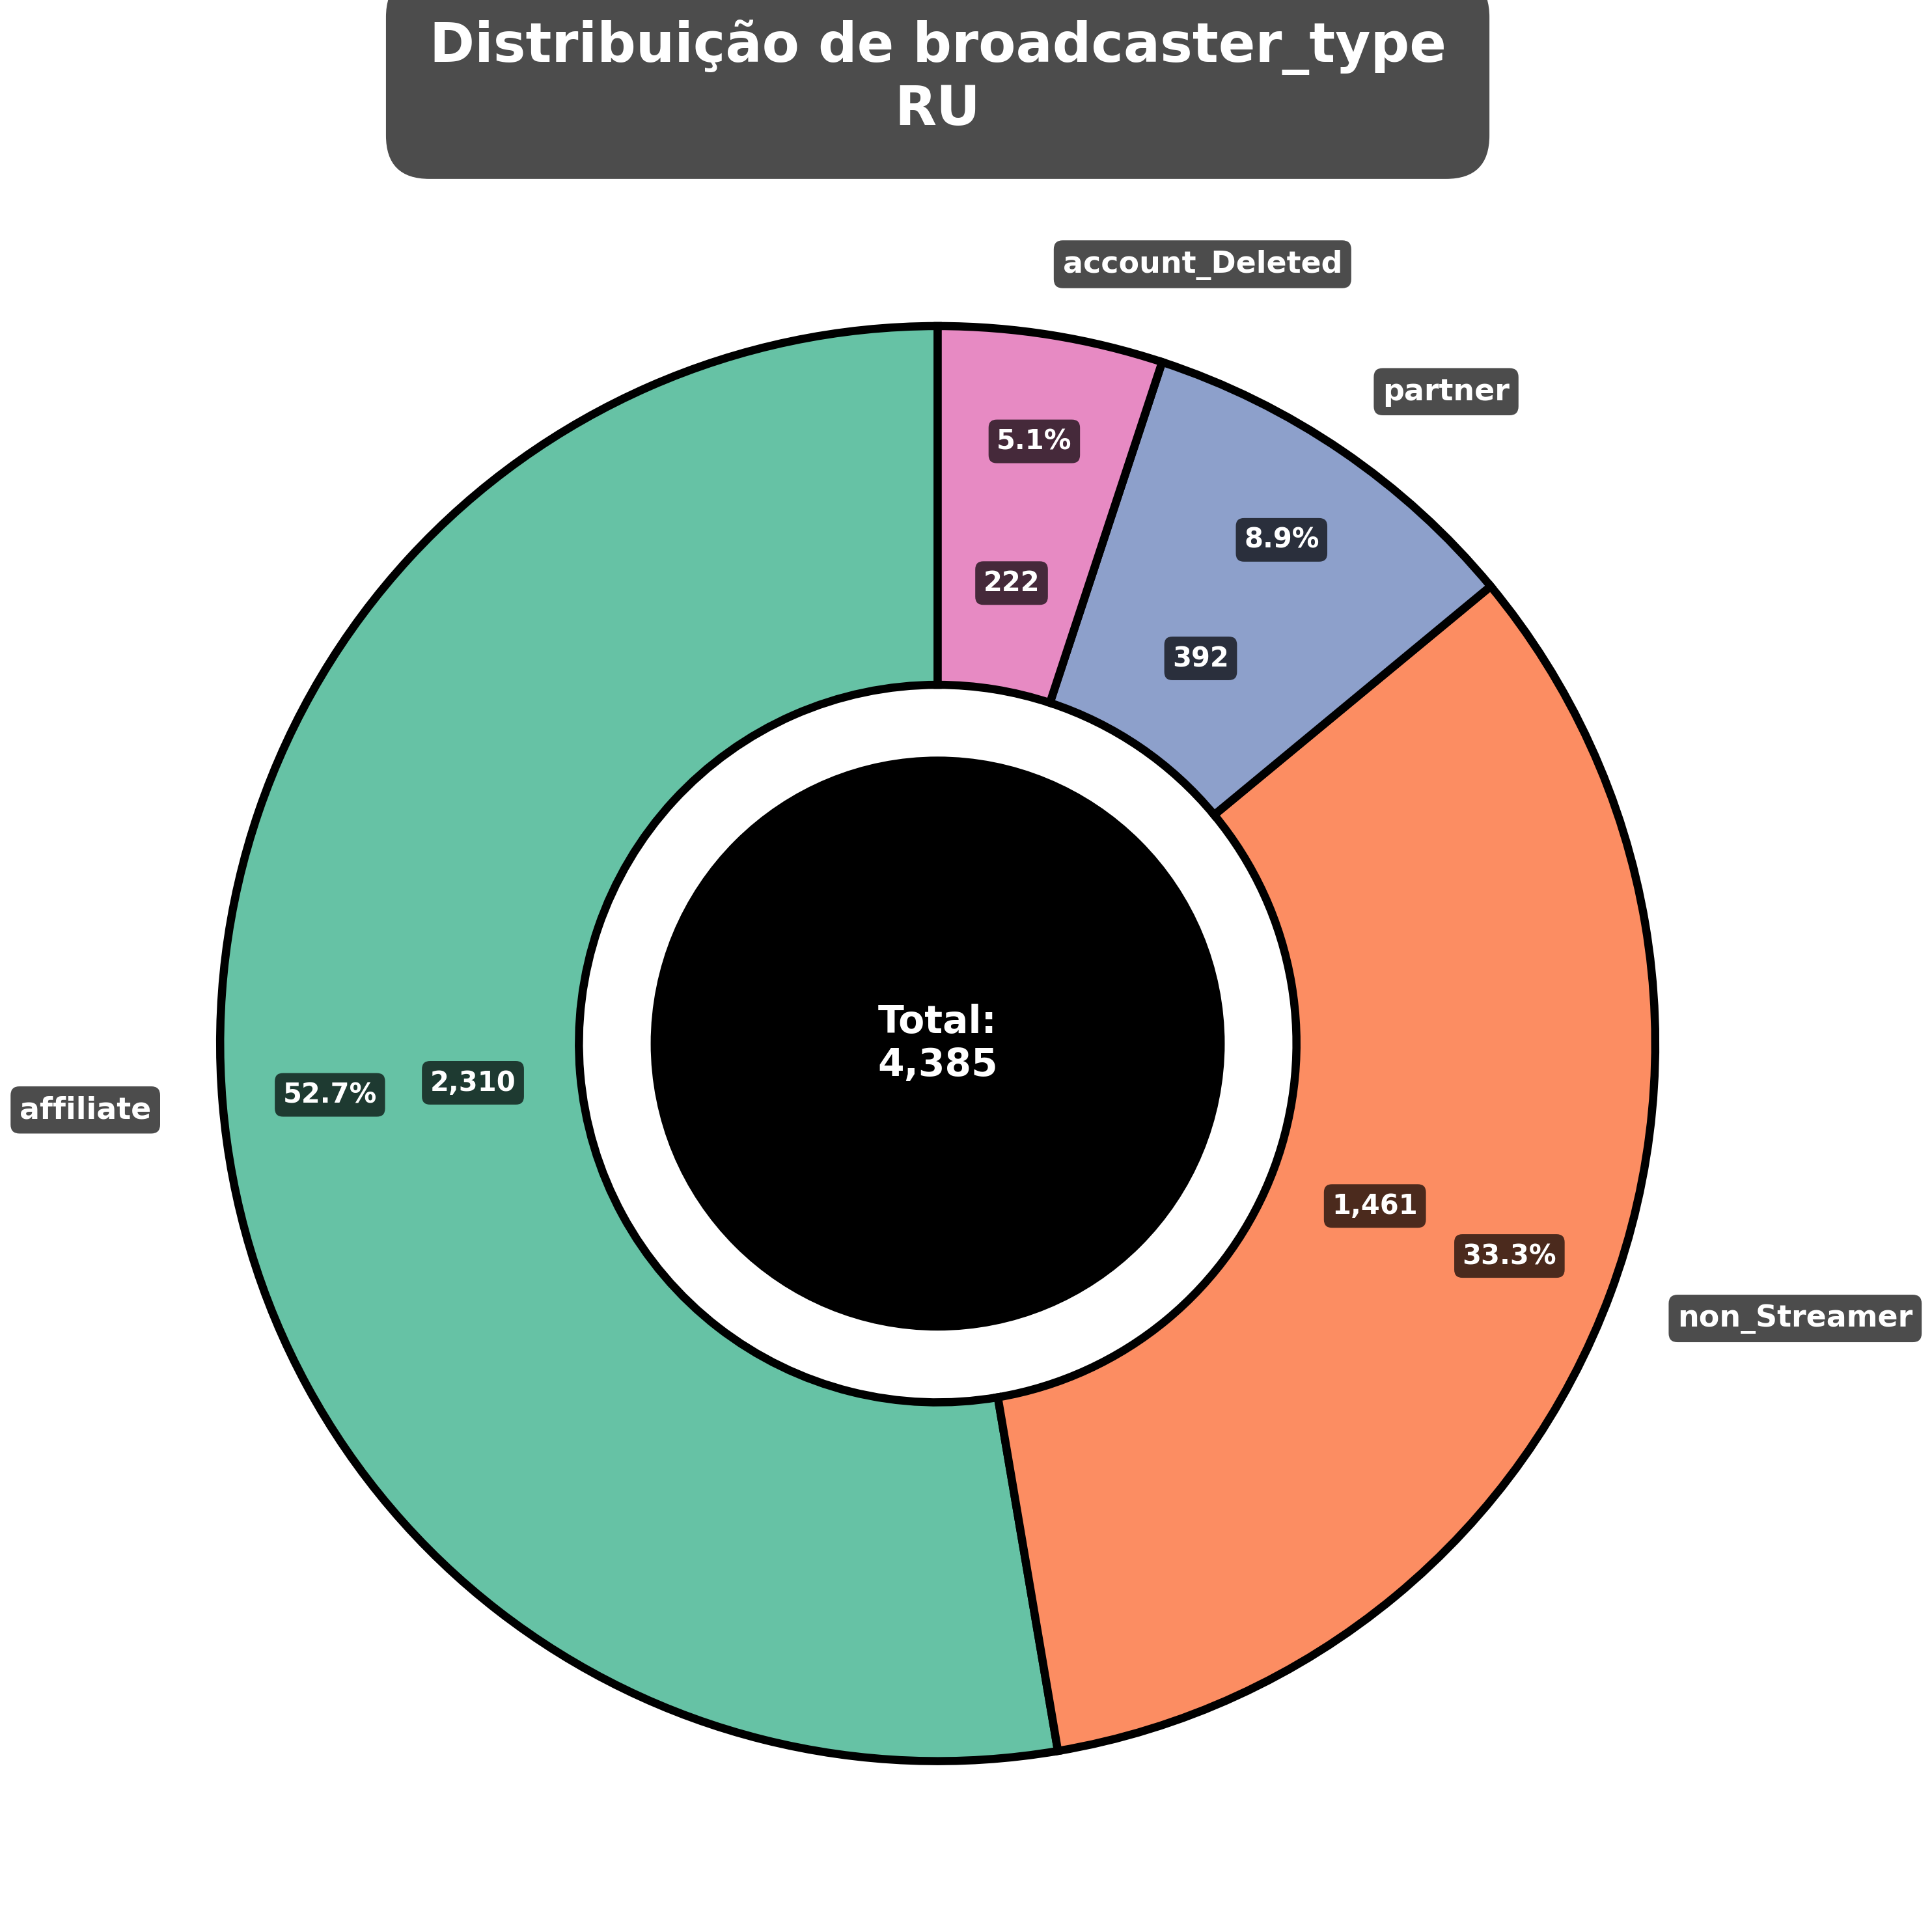 Distribuição de broadcaster_type
RU
account_Deleted
partner
5.1%
8.9%
222
392
Total:
4,385
affiliate
52.7%
2,310
1,461
33.3%
non_Streamer